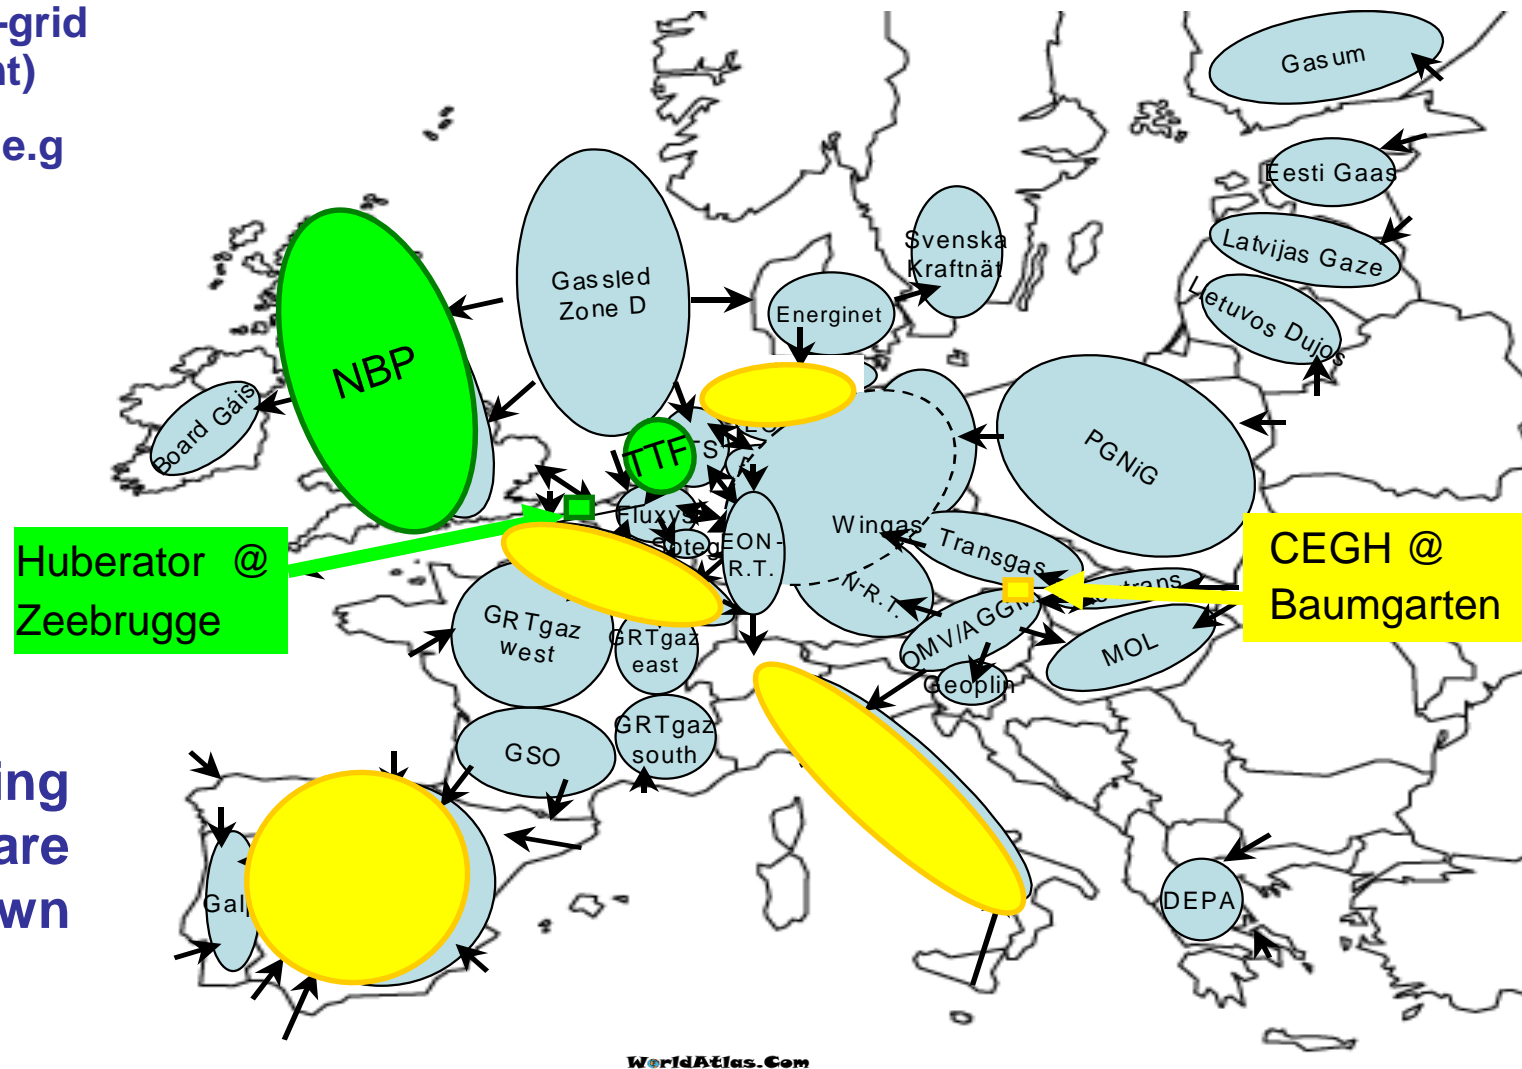 -grid
nt)
e.g
Gasum
Eesti Gaas
Latvijas Gaze
Lietuvos Dujos
Svenska
Kraftnät
Gassled
Zone D
Energinet
NBP
Board Gáis
TTF
PGNiG
Fluxys
Wingas
Transgas
EON-
R.T.
N-R.T.
Huberator @
Zeebrugge
CEGH @
Baumgarten
OMV/AGGM
MOL
Geoplin
GRTgaz
west
GRTgaz
east
GRTgaz
south
GSO
ing
are
wn
DEPA
WorldAtlas.Com